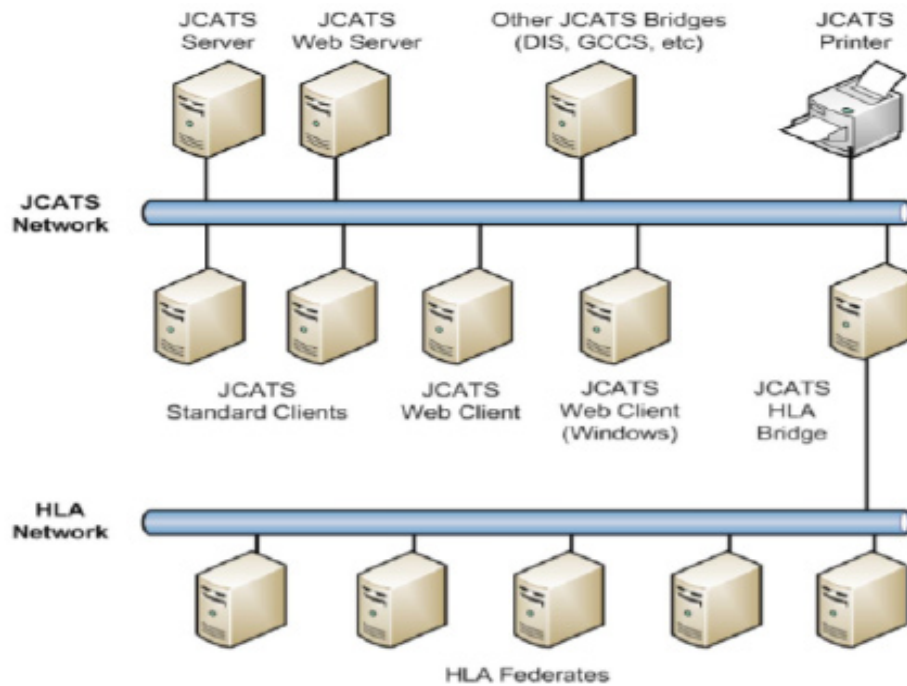 JCATS
Server
JCATS
Web Server
Other JCATS Bridges
(DIS, GCCS, etc)
JCATS
Printer
JCATS
Network
JCATS
Standard Clients
JCATS
Web Client
JCATS
Web Client
(Windows)
JCATS
HLA
Bridge
HLA
Network
HLA Federates